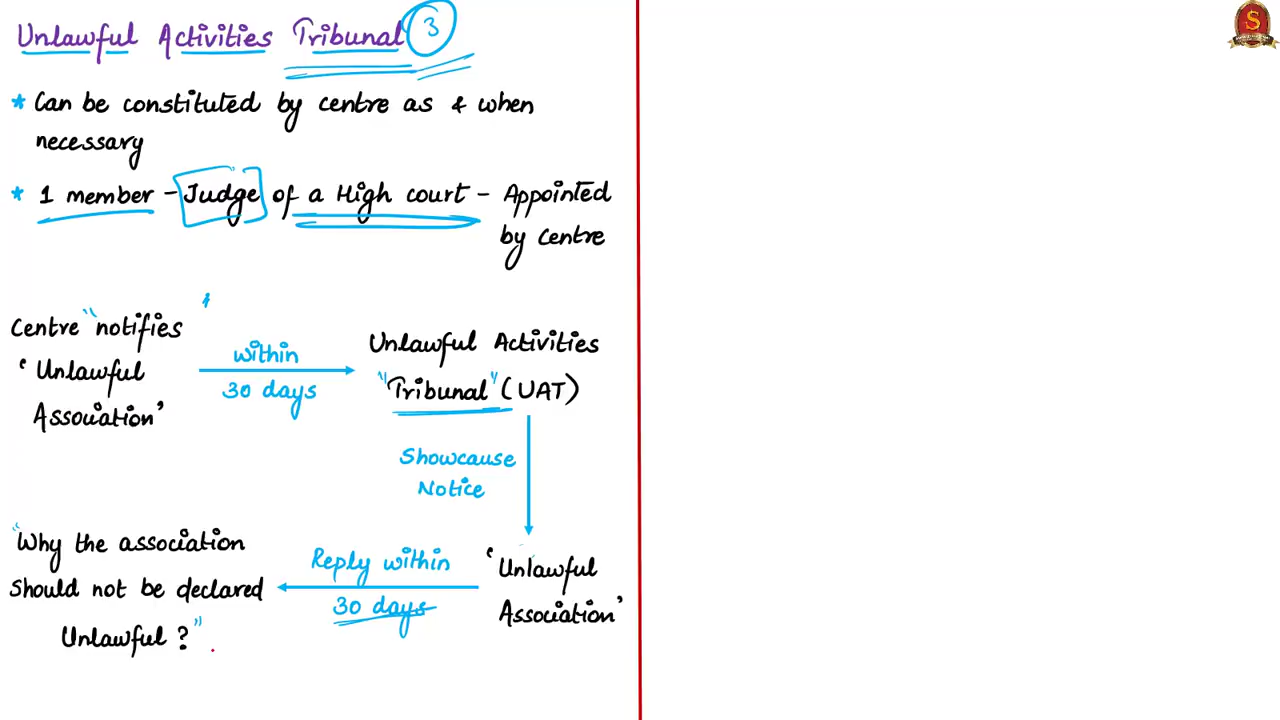 Unlawful Activities Tribunal 3
* Can be constituted by centre as & when
necessary
* 1 member - Judge of a High court - Appointed
by centre
Centre "notifies
'Unlawful
Association'
within
30 days
Unlawful Activities
"Tribunal" (UAT)
Showcause
Notice
'Unlawful
Association'
Reply within
30 days
"Why the association
should not be declared
Unlawful ?"
S